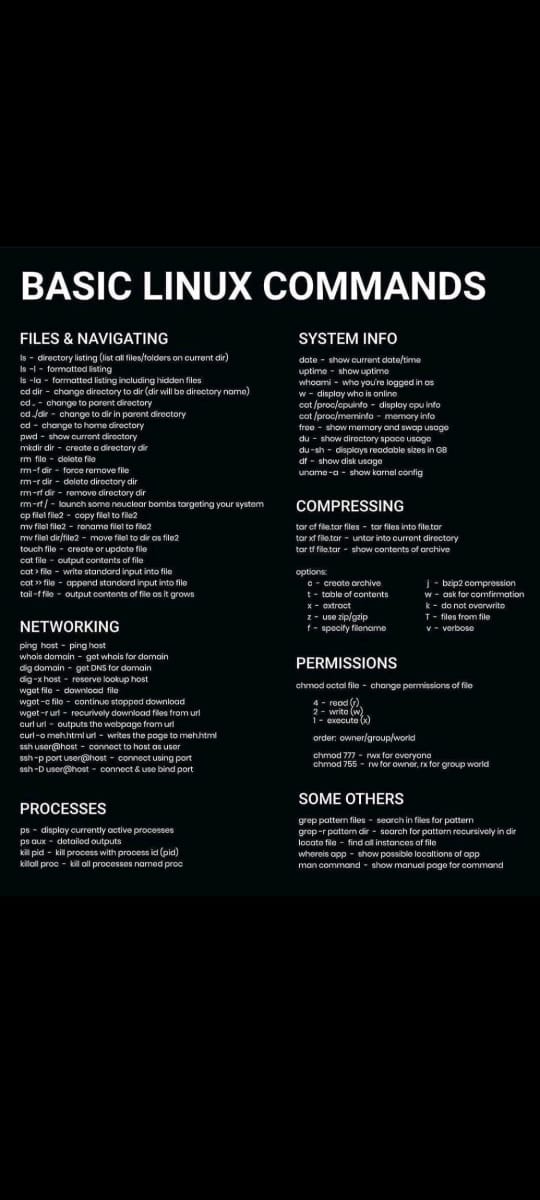 BASIC LINUX COMMANDS
FILES & NAVIGATING
ls - directory listing (list all files/folders on current dir)
ls -l - formatted listing
ls -la - formatted listing including hidden files
cd dir - change directory to dir (dir will be directory name)
cd .. - change to parent directory
cd ../dir - change to dir in parent directory
cd - change to home directory
pwd - show current directory
mkdir dir - create a directory dir
rm file - delete file
rm -f dir - force remove file
rm -r dir - delete directory dir
rm -rf dir - remove directory dir
rm -rf / - launch some neuclear bombs targeting your system
cp file1 file2 - copy file1 to file2
mv file1 file2 - rename file1 to file2
mv file1 dir/file2 - move file1 to dir as file2
touch file - create or update file
cat file - output contents of file
cat > file - write standard input into file
cat >> file - append standard input into file
tail -f file - output contents of file as it grows
NETWORKING
ping host - ping host
whois domain - get whois for domain
dig domain - get DNS for domain
dig -x host - reserve lookup host
wget file - download file
wget -c file - continue stopped download
wget -r url - recurively download files from url
curl url - outputs the webpage from url
curl -o meh.html url - writes the page to meh.html
ssh user@host - connect to host as user
ssh -p port user@host - connect using port
ssh -D user@host - connect & use bind port
PROCESSES
ps - display currently active processes
ps aux - detailed outputs
kill pid - kill process with process id (pid)
killall proc - kill all processes named proc
SYSTEM INFO
date - show current date/time
uptime - show uptime
whoami - who you're logged in as
w - display who is online
cat /proc/cpuinfo - display cpu info
cat /proc/meminfo - memory info
free - show memory and swap usage
du - show directory space usage
du -sh - displays readable sizes in GB
df - show disk usage
uname -a - show kernel config
COMPRESSING
tar cf file.tar files - tar files into file.tar
tar xf file.tar - untar into current directory
tar tf file.tar - show contents of archive
options:
c - create archive
t - table of contents
x - extract
z - use zip/gzip
f - specify filename
j - bzip2 compression
w - ask for comfirmation
k - do not overwrite
T - files from file
v - verbose
PERMISSIONS
chmod octal file - change permissions of file
4 - read (r)
2 - write (w)
1 - execute (x)
order: owner/group/world
chmod 777 - rwx for everyone
chmod 755 - rw for owner, rx for group world
SOME OTHERS
grep pattern files - search in files for pattern
grep -r pattern dir - search for pattern recursively in dir
locate file - find all instances of file
whereis app - show possible localtions of app
man command - show manual page for command